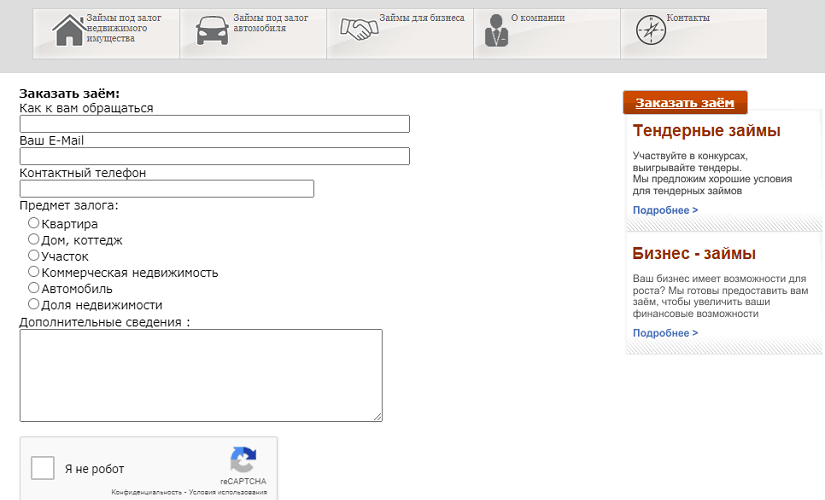 Займы под залог
недвижимого
имущества
Займы под залог
автомобиля
Займы для бизнеса
О компании
Контакты
Заказать заём:
Как к вам обращаться
Ваш E-Mail
Контактный телефон
Предмет залога:
Квартира
Дом, коттедж
Участок
Коммерческая недвижимость
Автомобиль
Доля недвижимости
Дополнительные сведения :
Я не робот
reCAPTCHA
Конфиденциальность - Условия использования
Заказать заём
Тендерные займы
Участвуйте в конкурсах,
выигрывайте тендеры.
Мы предложим хорошие условия
для тендерных займов
Подробнее >
Бизнес - займы
Ваш бизнес имеет возможности для
роста? Мы готовы предоставить вам
заём, чтобы увеличить ваши
финансовые возможности
Подробнее >